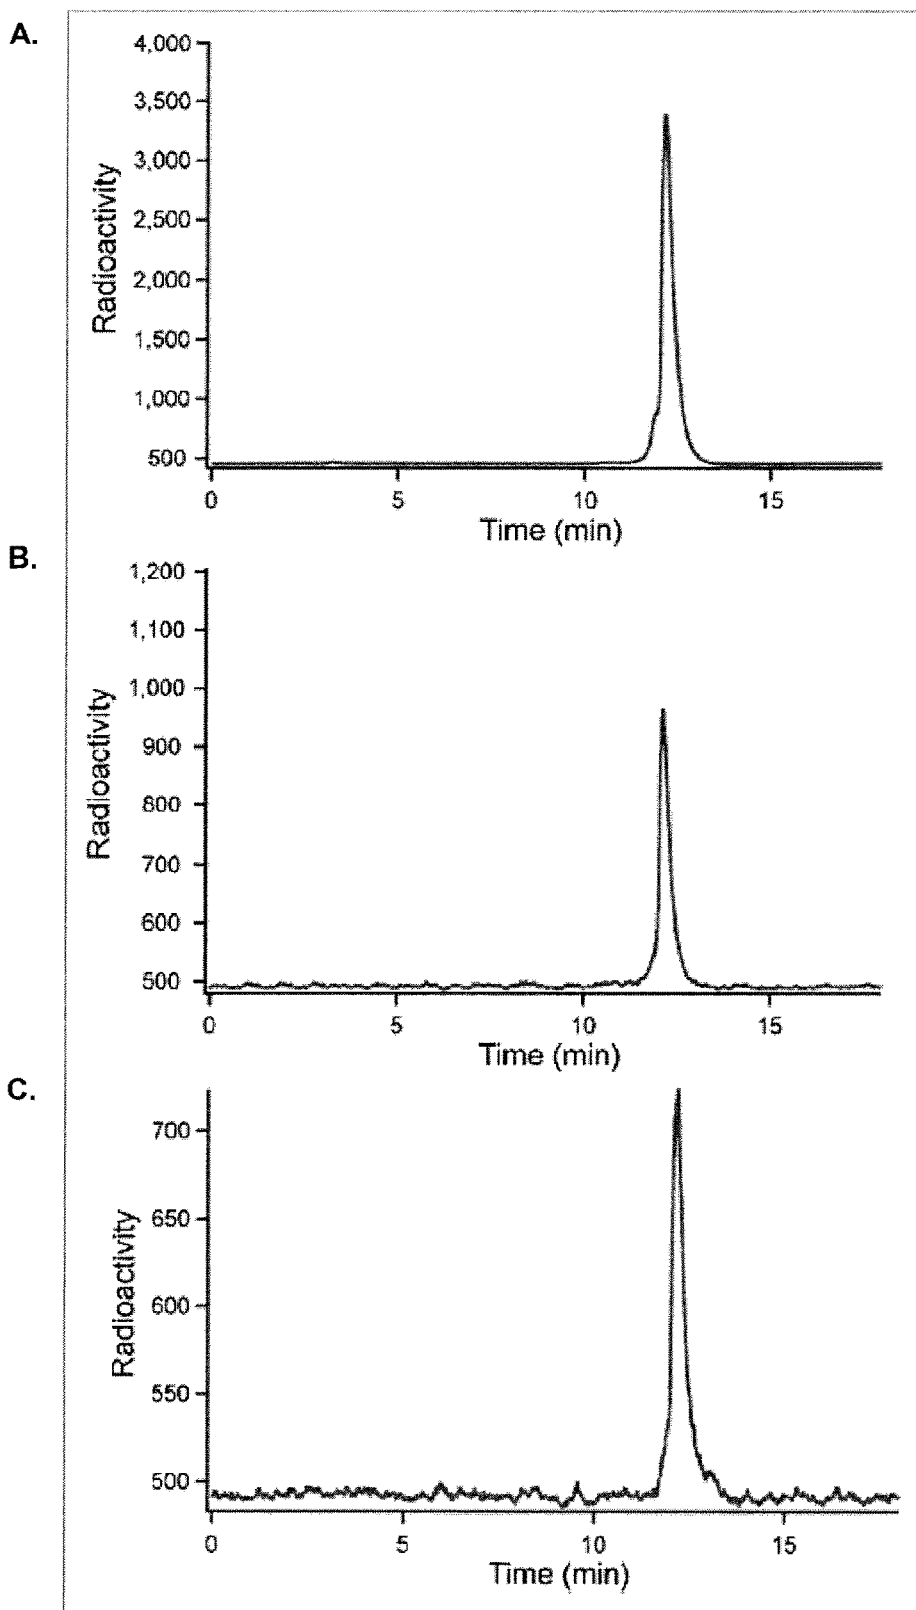 A.
4,000
3,500
3,000
2,500
2,000
1,500
1,000
500
Radioactivity
0 5 10 15
Time (min)
B.
1,200
1,100
1,000
900
800
700
600
500
Radioactivity
0 5 10 15
Time (min)
C.
700
650
600
550
500
Radioactivity
0 5 10 15
Time (min)